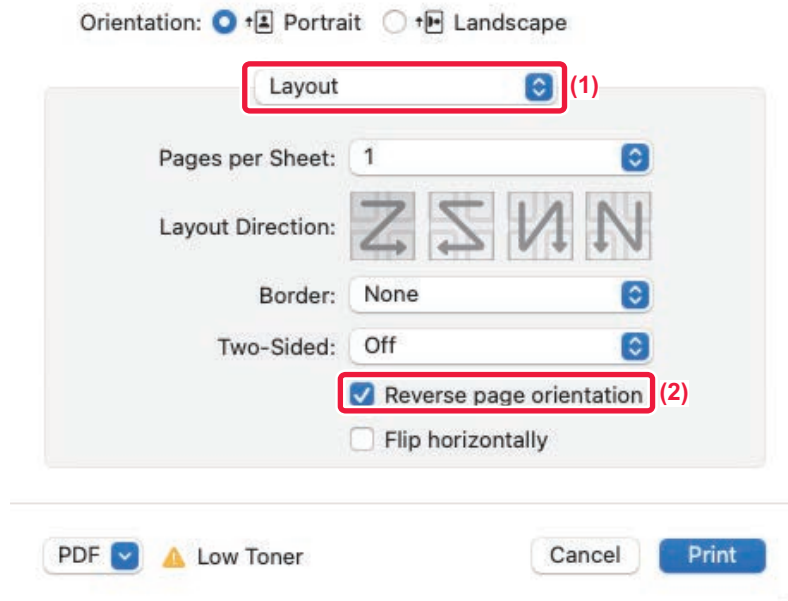 Orientation: Portrait Landscape
Layout (1)
Pages per Sheet: 1
Layout Direction:
Border: None
Two-Sided: Off
Reverse page orientation (2)
Flip horizontally
PDF Low Toner Cancel Print